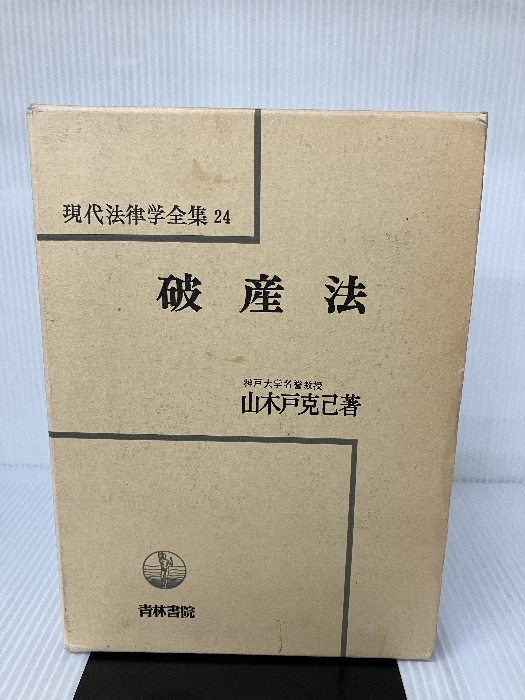 現代法律学全集 24
破産法
神戸大学名誉教授
山木戸克己著
青林書院